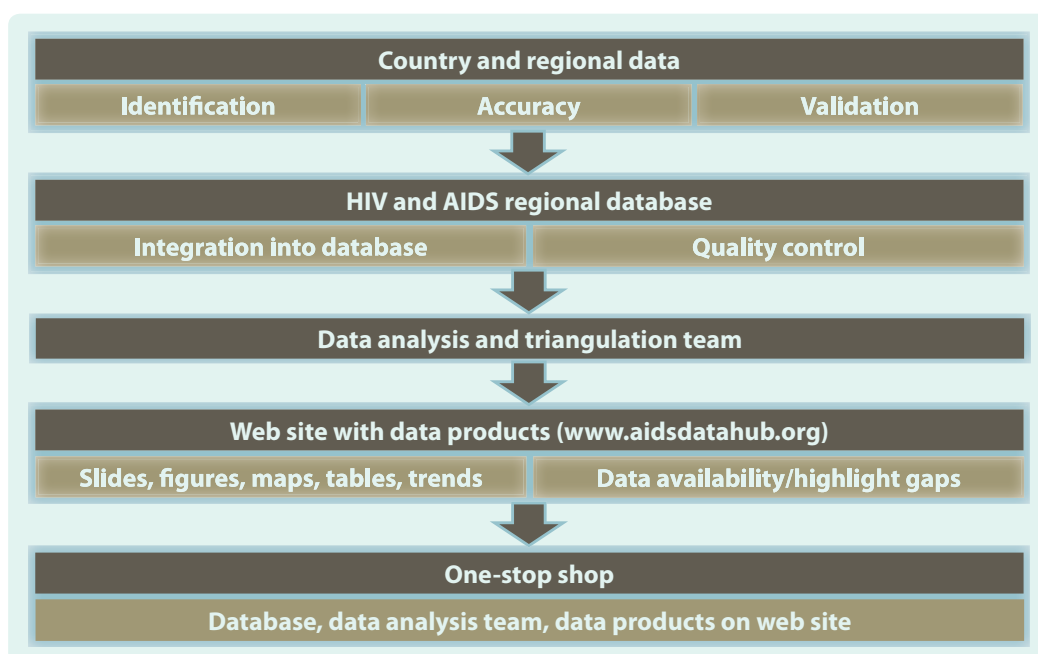 Country and regional data
Identification
Accuracy
Validation
HIV and AIDS regional database
Integration into database
Quality control
Data analysis and triangulation team
Web site with data products (www.aidsdatahub.org)
Slides, figures, maps, tables, trends
Data availability/highlight gaps
One-stop shop
Database, data analysis team, data products on web site